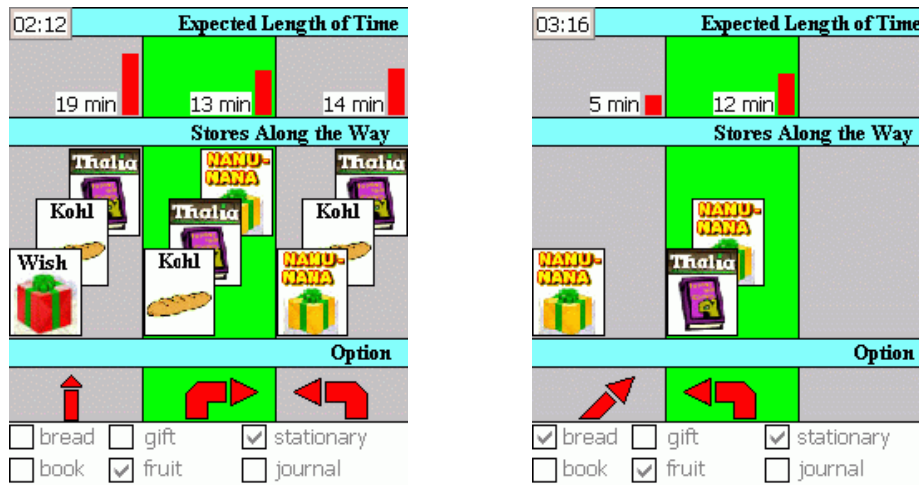 02:12 Expected Length of Time
19 min 13 min 14 min
Stores Along the Way
Thalia NANU-NANA Thalia
Kohl Thalia Kohl
Wish Kohl NANU-NANA
Option
bread gift stationary
book fruit journal
03:16 Expected Length of Time
5 min 12 min
Stores Along the Way
NANU-NANA
NANU-NANA Thalia
Option
bread gift stationary
book fruit journal